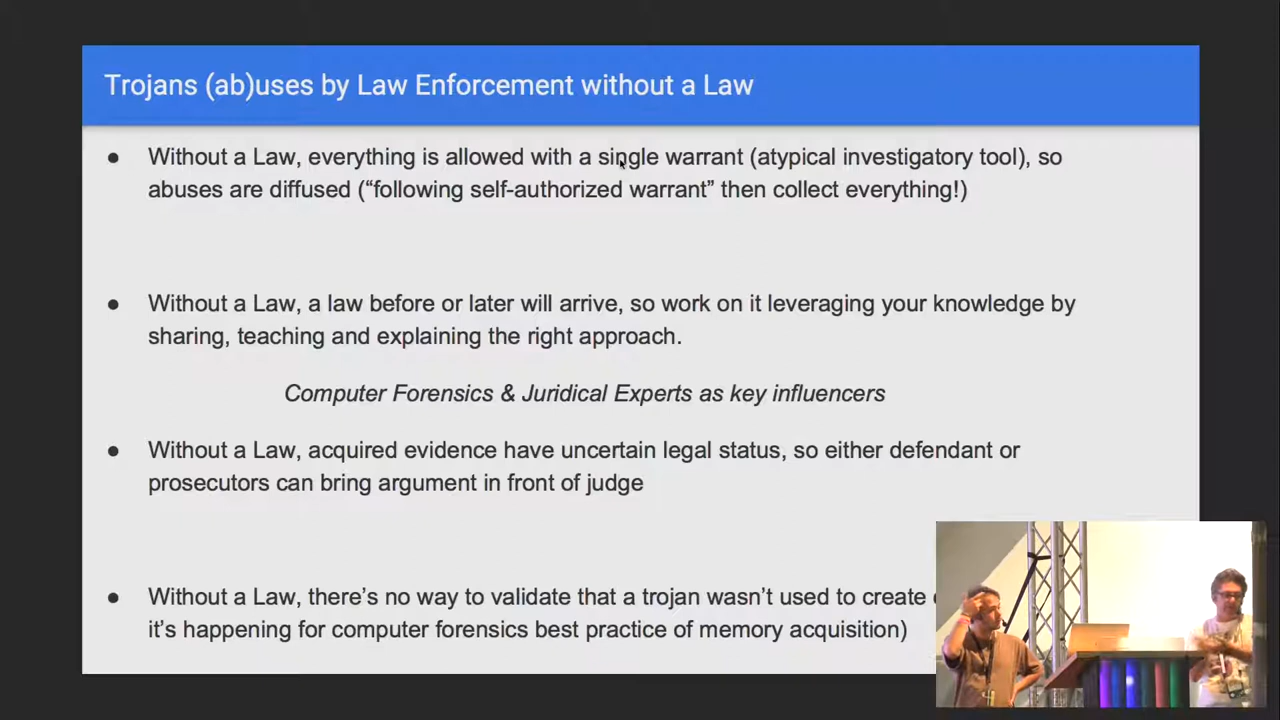 Trojans (ab)uses by Law Enforcement without a Law
● Without a Law, everything is allowed with a single warrant (atypical investigatory tool), so
abuses are diffused (“following self-authorized warrant” then collect everything!)
● Without a Law, a law before or later will arrive, so work on it leveraging your knowledge by
sharing, teaching and explaining the right approach.
Computer Forensics & Juridical Experts as key influencers
● Without a Law, acquired evidence have uncertain legal status, so either defendant or
prosecutors can bring argument in front of judge
● Without a Law, there’s no way to validate that a trojan wasn’t used to create
it’s happening for computer forensics best practice of memory acquisition)